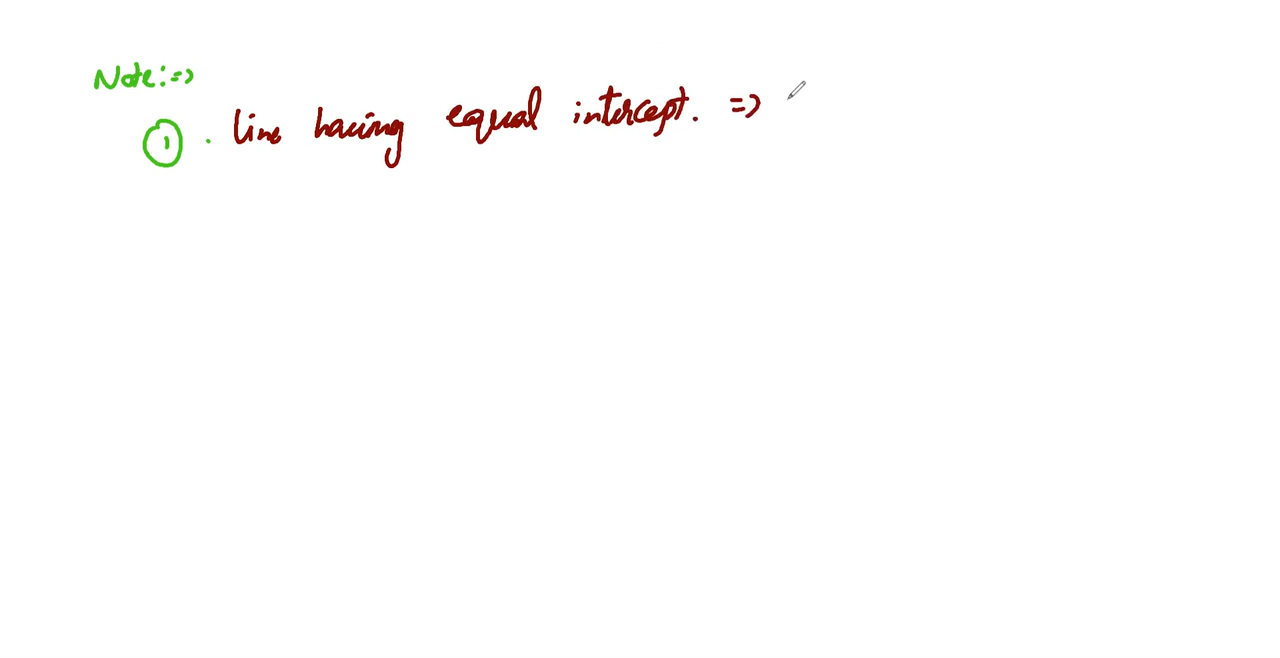 Note:=>
① . line having equal intercept. =>